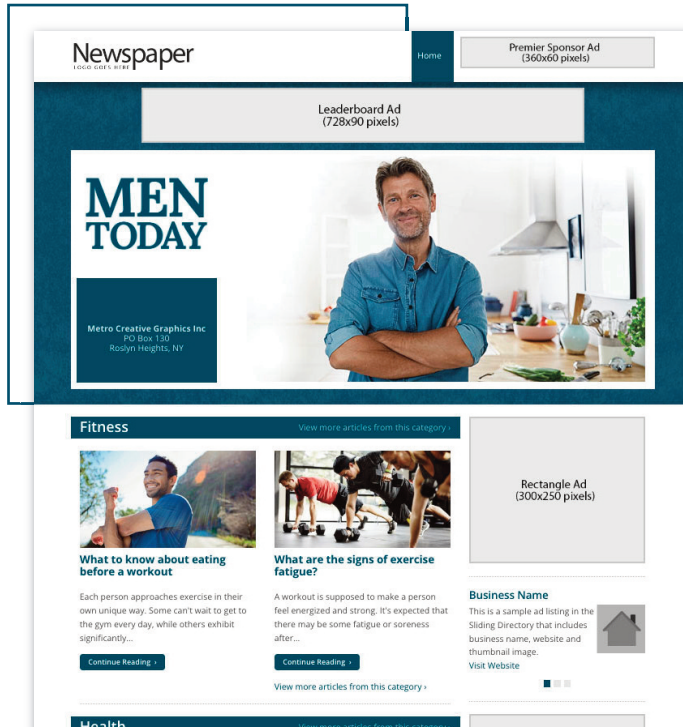 Newspaper
LOGO GOES HERE
Home
Premier Sponsor Ad
(360x60 pixels)
Leaderboard Ad
(728x90 pixels)
MEN
TODAY
Metro Creative Graphics Inc
PO Box 130
Roslyn Heights, NY
Fitness
View more articles from this category ›
What to know about eating
before a workout
Each person approaches exercise in their
own unique way. Some can't wait to get to
the gym every day, while others exhibit
significantly...
Continue Reading ›
What are the signs of exercise
fatigue?
A workout is supposed to make a person
feel energized and strong. It's expected that
there may be some fatigue or soreness
after...
Continue Reading ›
View more articles from this category ›
Rectangle Ad
(300x250 pixels)
Business Name
This is a sample ad listing in the
Sliding Directory that includes
business name, website and
thumbnail image.
Visit Website
Health
View more articles from this category ›